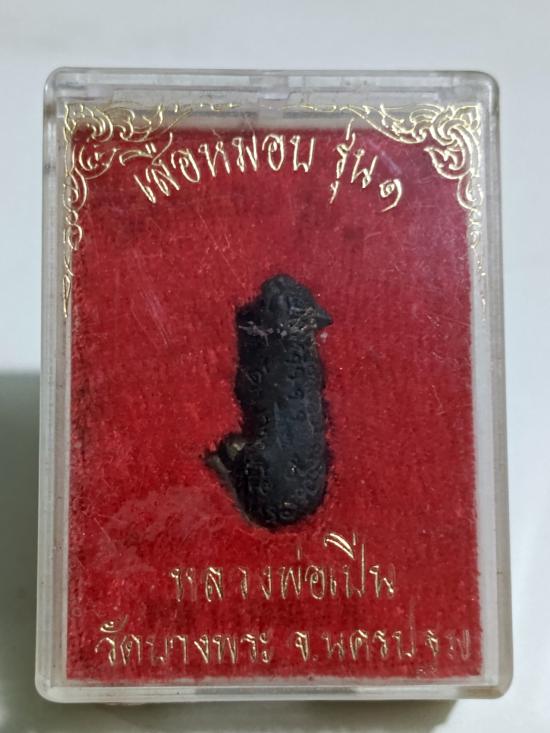 เสือหมอบ รุ่น ๑
หลวงพ่อเปิ่น
วัดบางพระ จ.นครปฐม